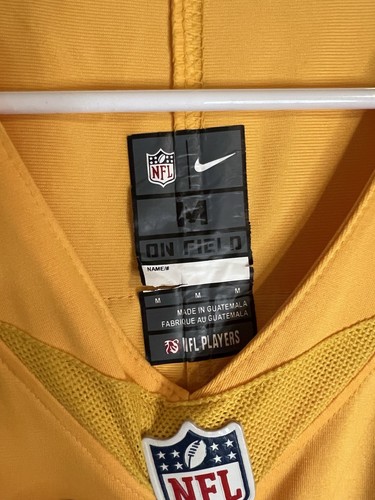 NFL
M
ON FIELD
NAME/#
M M M
MADE IN GUATEMALA
FABRIQUE AU GUATEMALA
NFL PLAYERS
NFL